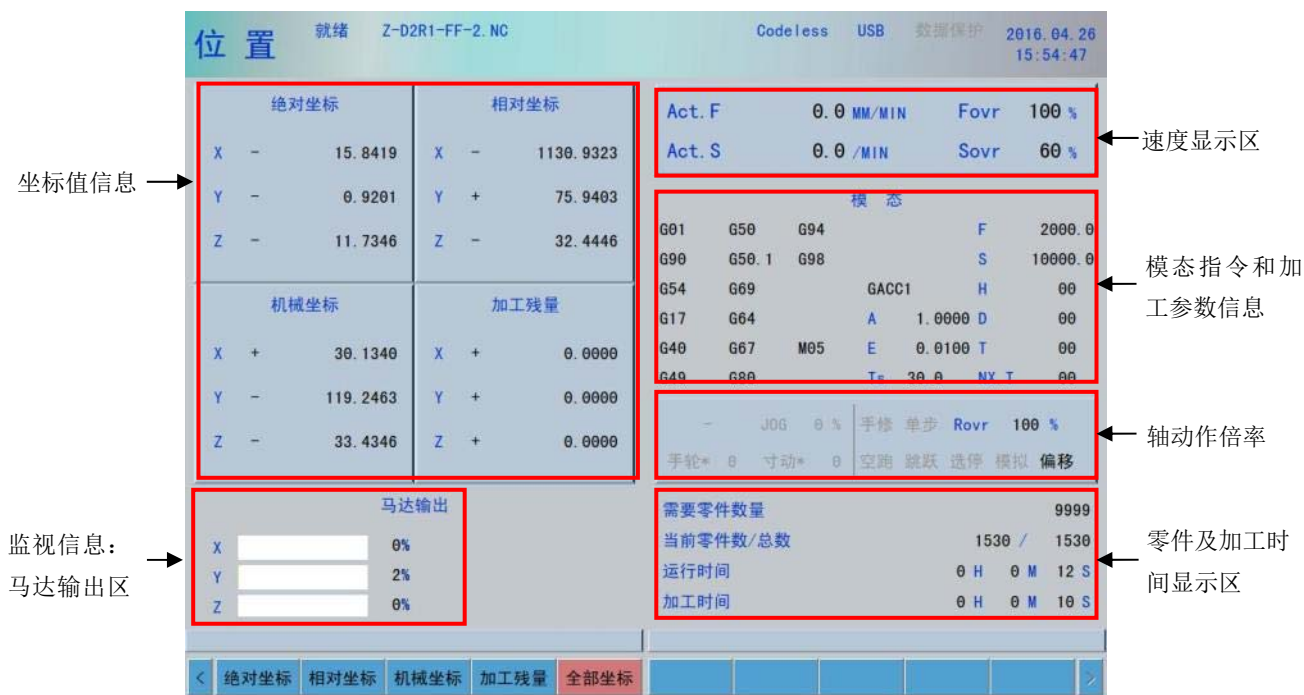 位置 就绪 Z-D2R1-FF-2.NC Codeless USB 数据保护 2016.04.26
15:54:47
绝对坐标 相对坐标
X - 15.8419 X - 1130.9323
Y - 0.9201 Y + 75.9403
Z - 11.7346 Z - 32.4446
机械坐标 加工残量
X + 30.1340 X + 0.0000
Y - 119.2463 Y + 0.0000
Z - 33.4346 Z + 0.0000
坐标值信息
Act.F 0.0 MM/MIN Fovr 100 %
Act.S 0.0 /MIN Sovr 60 %
速度显示区
模态
G01 G50 G94 F 2000.0
G90 G50.1 G98 S 10000.0
G54 G69 GACC1 H 00
G17 G64 A 1.0000 D 00
G40 G67 M05 E 0.0100 T 00
G49 G80 Ts 30.0 NX.T 00
模态指令和加
工参数信息
- JOG 0 % 手修 单步 Rovr 100 %
手轮* 0 寸动* 0 空跑 跳跃 选停 模拟 偏移
轴动作倍率
马达输出
X 0%
Y 2%
Z 0%
监视信息：
马达输出区
需要零件数量 9999
当前零件数/总数 1530 / 1530
运行时间 0 H 0 M 12 S
加工时间 0 H 0 M 10 S
零件及加工时
间显示区
< 绝对坐标 相对坐标 机械坐标 加工残量 全部坐标 >